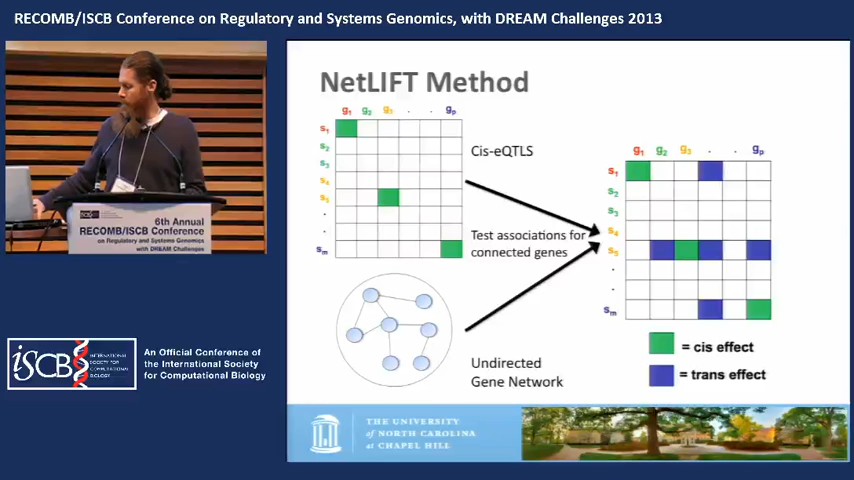 RECOMB/ISCB Conference on Regulatory and Systems Genomics, with DREAM Challenges 2013
6th Annual
RECOMB/ISCB Conference
on Regulatory and Systems Genomics
with DREAM Challenges
iSCB
INTERNATIONAL
SOCIETY FOR
COMPUTATIONAL
BIOLOGY
An Official Conference of
the International Society
for Computational Biology
NetLIFT Method
g1 g2 g3 . . gp
s1
s2
s3
s4
s5
.
.
sm
Cis-eQTLS
Test associations for
connected genes
Undirected
Gene Network
g1 g2 g3 . . gp
s1
s2
s3
s4
s5
.
.
sm
= cis effect
= trans effect
THE UNIVERSITY
of NORTH CAROLINA
at CHAPEL HILL